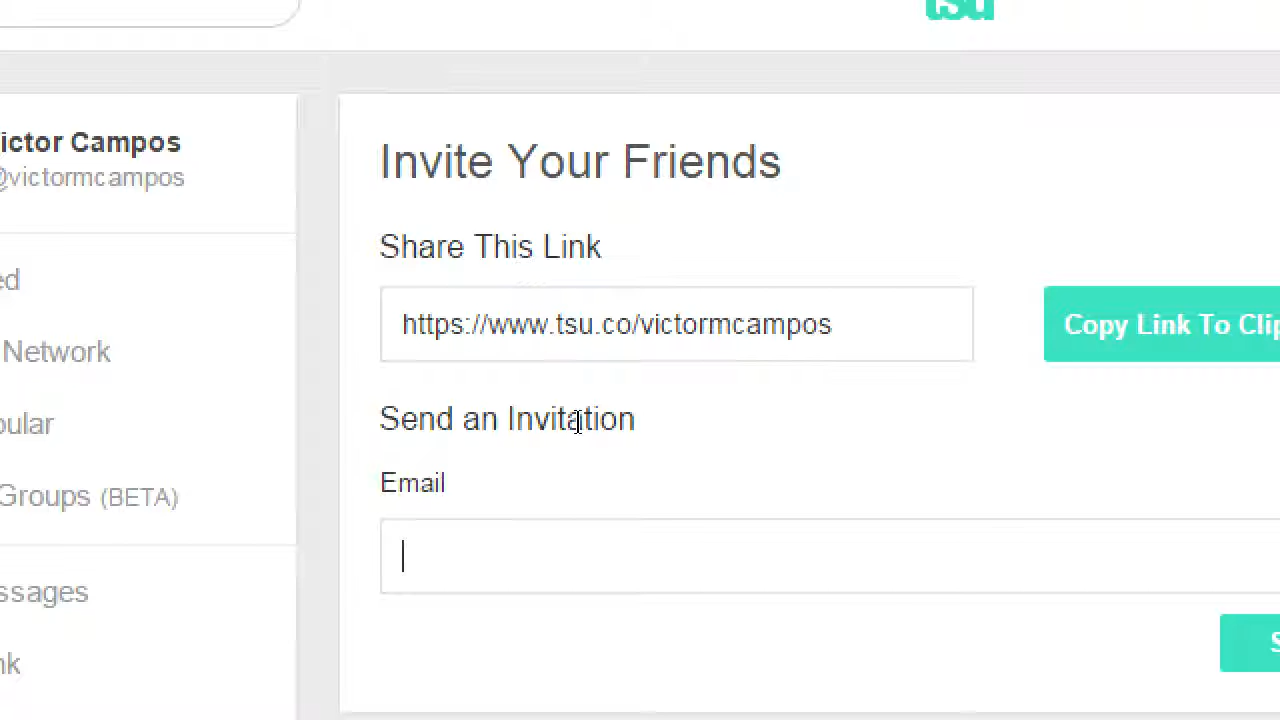 tsu
ictor Campos
@victormcampos
ed
Network
pular
Groups (BETA)
ssages
nk
Invite Your Friends
Share This Link
https://www.tsu.co/victormcampos
Copy Link To Clip
Send an Invitation
Email
S